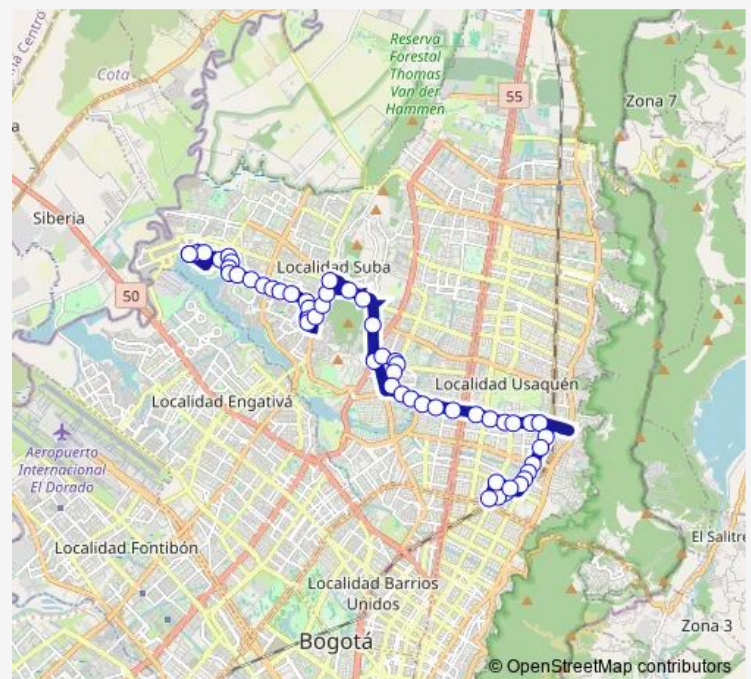 Cota
Reserva
Forestal
Thomas
Van der
Hammen
55
Zona 7
Siberia
50
Localidad Suba
Localidad Usaquén
Localidad Engativá
Aeropuerto
Internacional
El Dorado
Localidad Fontibón
El Salitre
Localidad Barrios
Unidos
Bogotá
Zona 3
© OpenStreetMap contributors